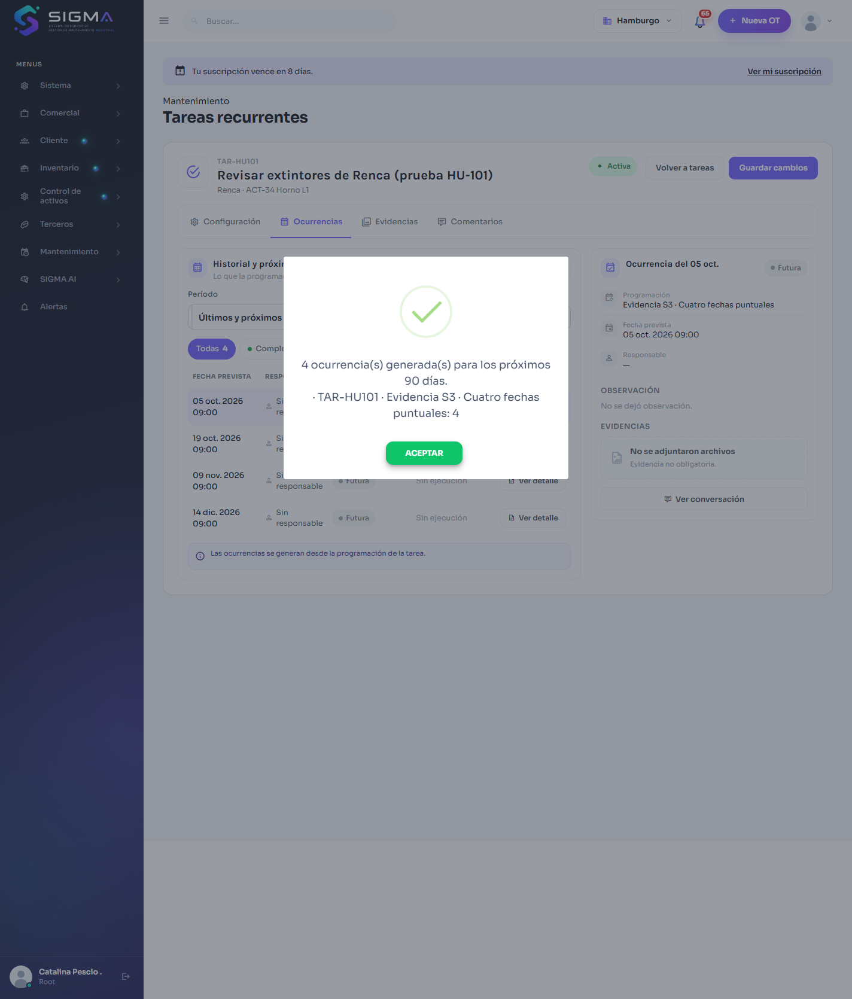 SIGMA
SISTEMA INTEGRADO DE
GESTIÓN DE MANTENIMIENTO INDUSTRIAL
Buscar...
Hamburgo
65
+ Nueva OT
MENUS
Sistema
Comercial
Cliente
Inventario
Control de
activos
Terceros
Mantenimiento
SIGMA AI
Alertas
Tu suscripción vence en 8 días.
Ver mi suscripción
Mantenimiento
Tareas recurrentes
TAR-HU101
Revisar extintores de Renca (prueba HU-101)
Renca · ACT-34 Horno L1
Activa
Volver a tareas
Guardar cambios
Configuración
Ocurrencias
Evidencias
Comentarios
Historial y próxi
Lo que la programa
Período
Últimos y próximos
Todas 4
Comple
FECHA PREVISTA
RESP
05 oct. 2026
09:00
Si
re
19 oct. 2026
09:00
Si
re
09 nov. 2026
09:00
Si
responsable
Futura
Sin ejecución
Ver detalle
14 dic. 2026
09:00
Sin
responsable
Futura
Sin ejecución
Ver detalle
Las ocurrencias se generan desde la programación de la tarea.
4 ocurrencia(s) generada(s) para los próximos
90 días.
· TAR-HU101 · Evidencia S3 · Cuatro fechas
puntuales: 4
ACEPTAR
Ocurrencia del 05 oct.
Futura
Programación
Evidencia S3 · Cuatro fechas puntuales
Fecha prevista
05 oct. 2026 09:00
Responsable
—
OBSERVACIÓN
No se dejó observación.
EVIDENCIAS
No se adjuntaron archivos
Evidencia no obligatoria.
Ver conversación
Catalina Pescio .
Root